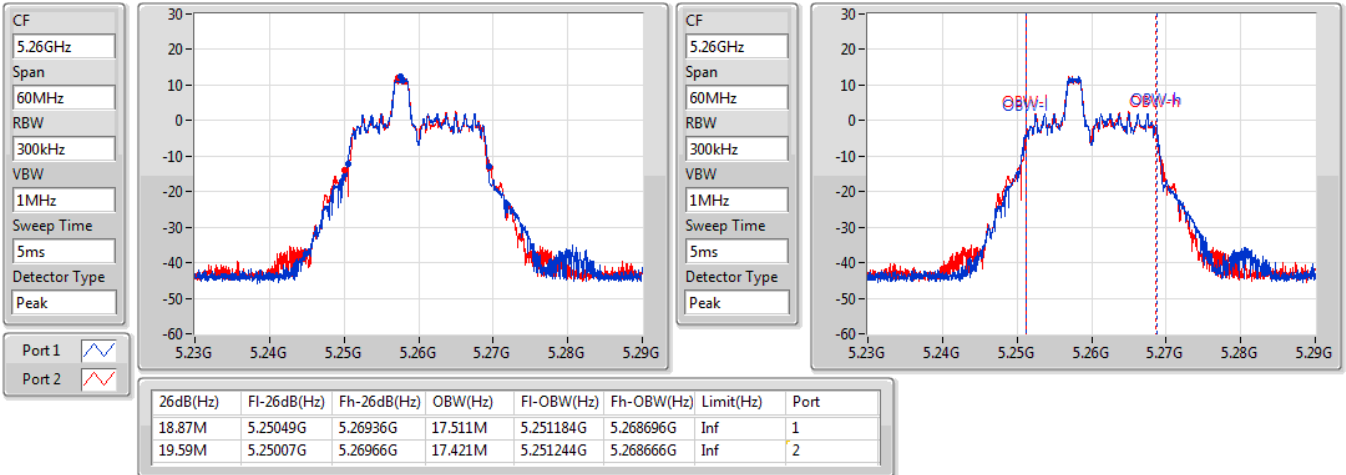 CF
5.26GHz
Span
60MHz
RBW
300kHz
VBW
1MHz
Sweep Time
5ms
Detector Type
Peak
Port 1
Port 2
30
20
10
0
-10
-20
-30
-40
-50
-60
5.23G 5.24G 5.25G 5.26G 5.27G 5.28G 5.29G
CF
5.26GHz
Span
60MHz
RBW
300kHz
VBW
1MHz
Sweep Time
5ms
Detector Type
Peak
30
20
10
0
-10
-20
-30
-40
-50
-60
OBW-l OBW-h
5.23G 5.24G 5.25G 5.26G 5.27G 5.28G 5.29G
26dB(Hz) Fl-26dB(Hz) Fh-26dB(Hz) OBW(Hz) Fl-OBW(Hz) Fh-OBW(Hz) Limit(Hz) Port
18.87M 5.25049G 5.26936G 17.511M 5.251184G 5.268696G Inf 1
19.59M 5.25007G 5.26966G 17.421M 5.251244G 5.268666G Inf 2